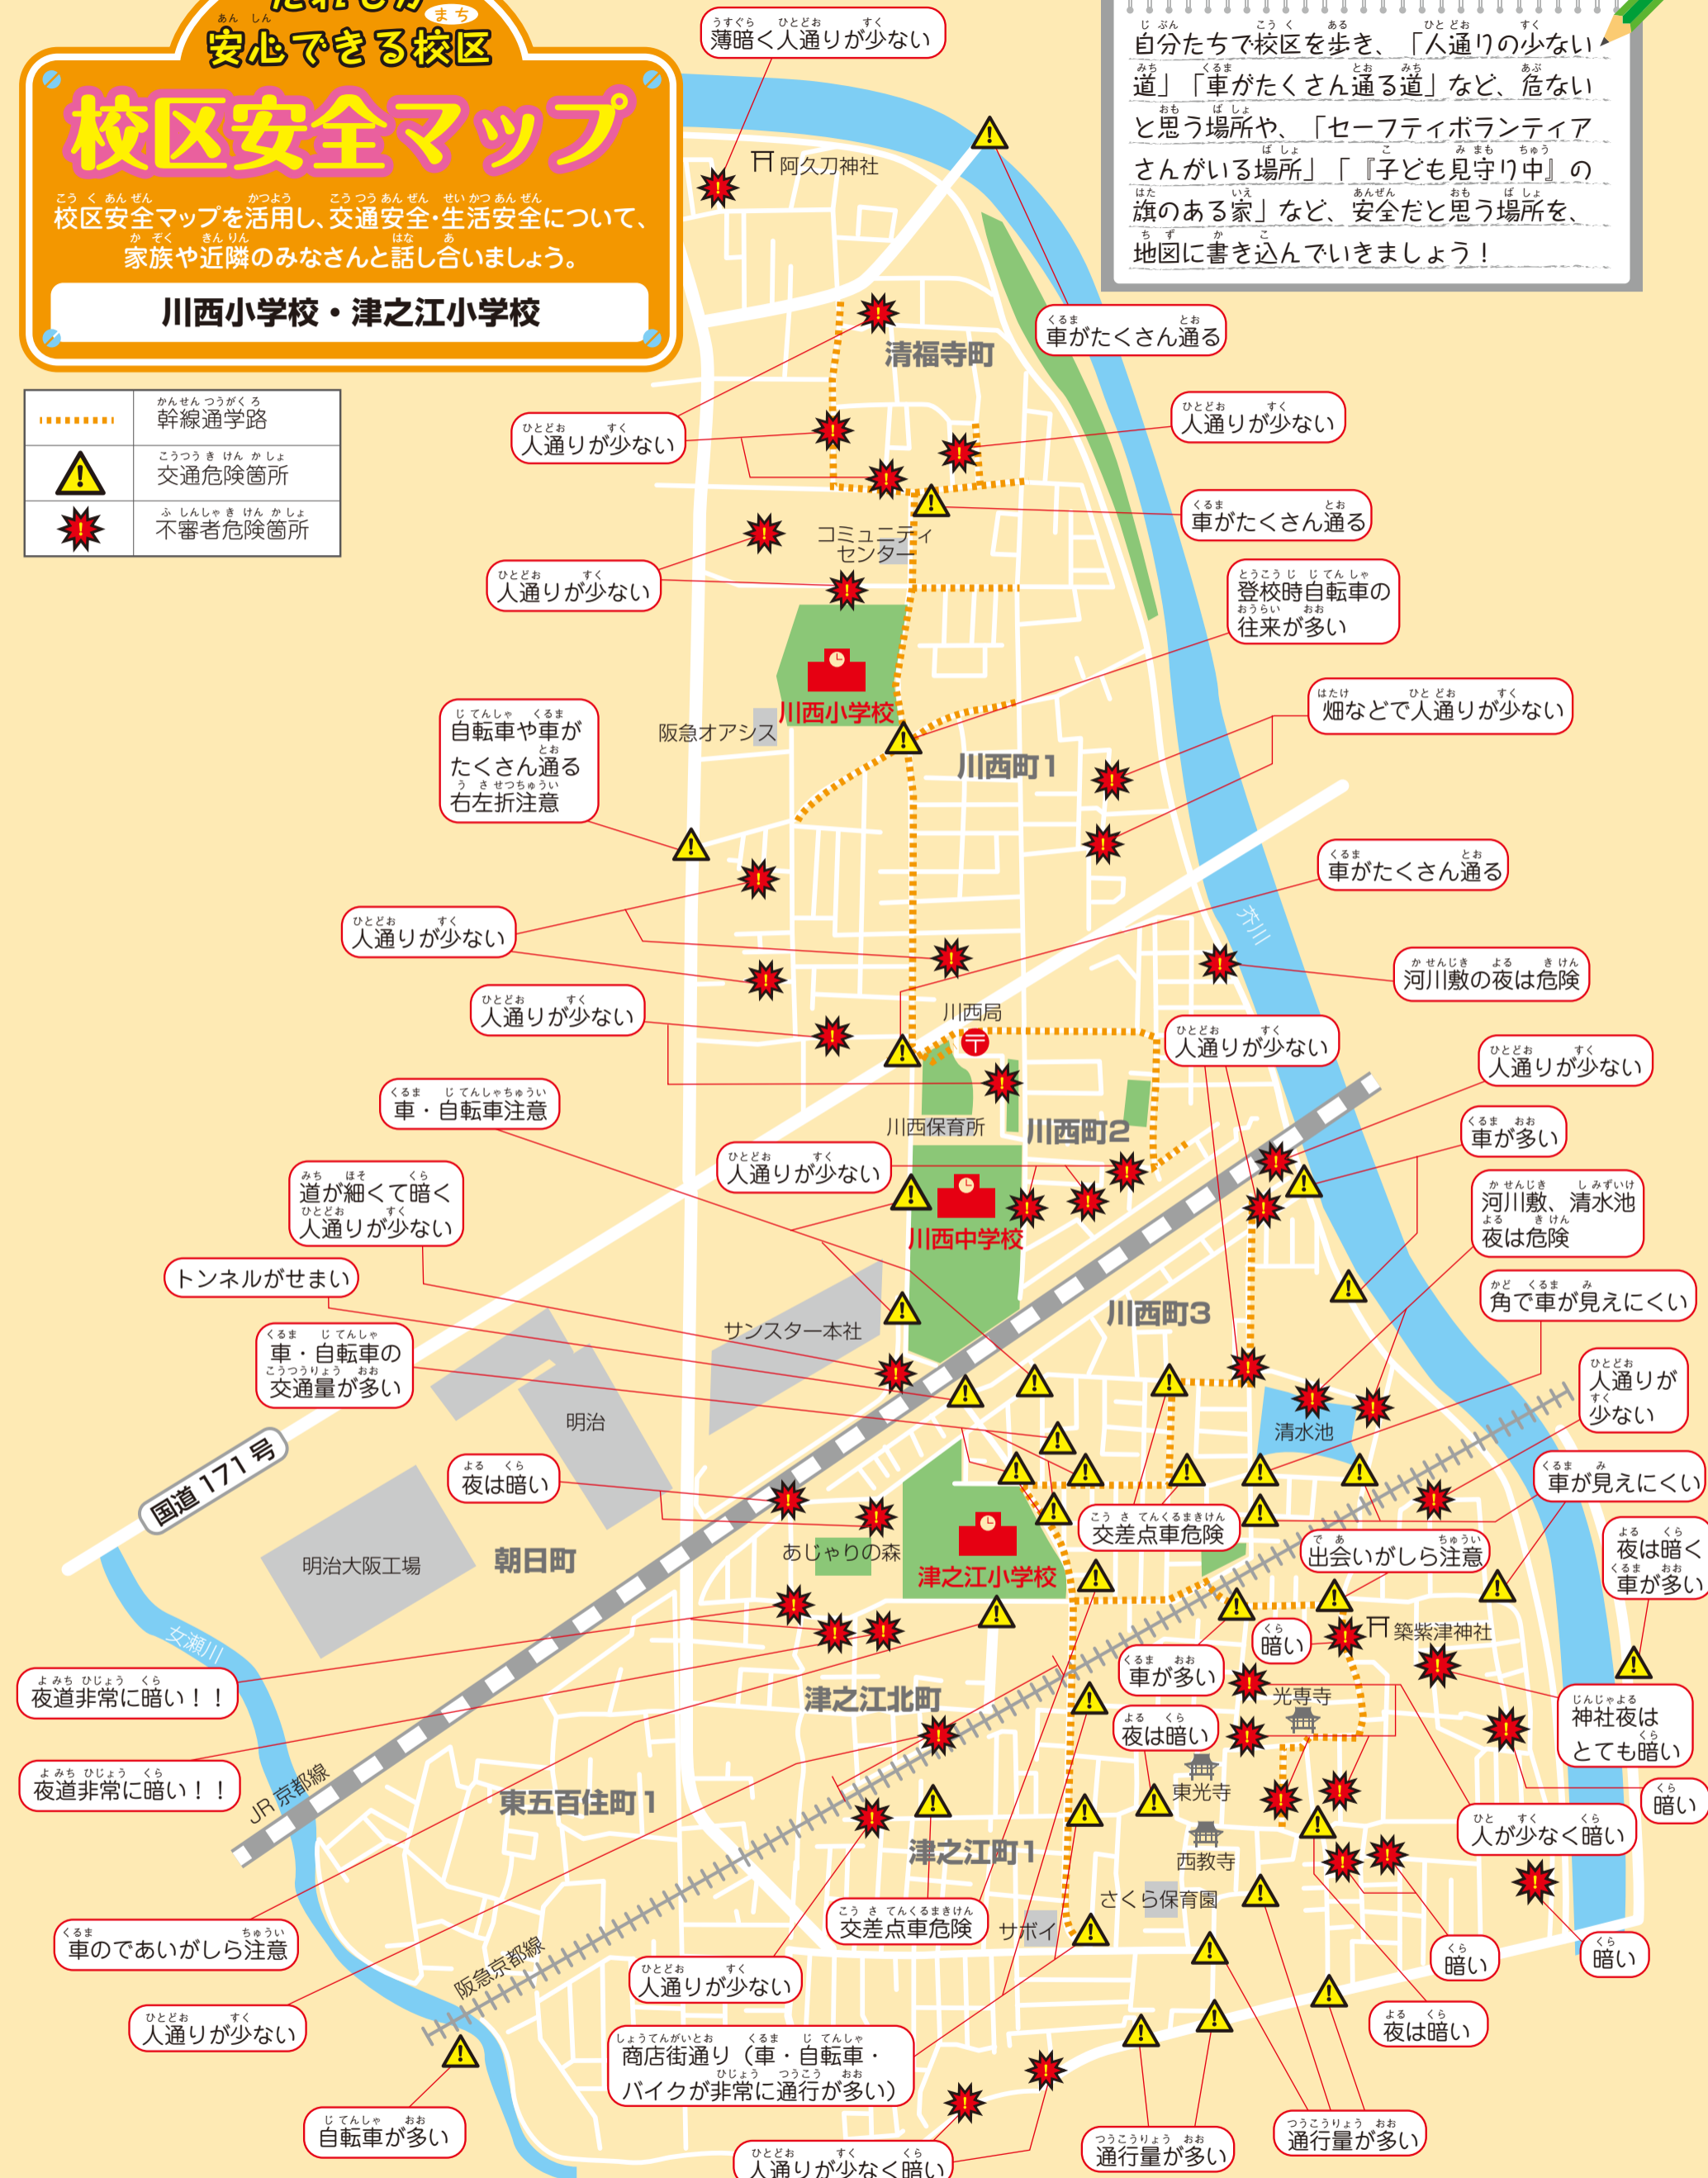 安心できる校区
まち
校区安全マップ
校区安全マップを活用し、交通安全・生活安全について、
家族や近隣のみなさんと話し合いましょう。
川西小学校・津之江小学校
自分たちで校区を歩き、「人通りの少ない
道」「車がたくさん通る道」など、危ない
と思う場所や、「セーフティボランティア
さんがいる場所」「『子ども見守り中』の
旗のある家」など、安全だと思う場所を、
地図に書き込んでいきましょう！
幹線通学路
交通危険箇所
不審者危険箇所
薄暗く人通りが少ない
阿久刀神社
車がたくさん通る
清福寺町
人通りが少ない
人通りが少ない
車がたくさん通る
コミュニティ
センター
人通りが少ない
登校時自転車の
往来が多い
川西小学校
阪急オアシス
畑などで人通りが少ない
自転車や車が
たくさん通る
右左折注意
川西町1
車がたくさん通る
芥川
人通りが少ない
河川敷の夜は危険
人通りが少ない
川西局
人通りが少ない
人通りが少ない
車・自転車注意
川西保育所
川西町2
車が多い
人通りが少ない
道が細くて暗く
人通りが少ない
川西中学校
河川敷、清水池
夜は危険
トンネルがせまい
角で車が見えにくい
川西町3
サンスター本社
車・自転車の
交通量が多い
人通りが
少ない
明治
清水池
国道171号
夜は暗い
車が見えにくい
交差点車危険
あじゃりの森
出会いがしら注意
夜は暗く
車が多い
朝日町
明治大阪工場
津之江小学校
女瀬川
暗い
築紫津神社
車が多い
夜道非常に暗い！！
津之江北町
光専寺
神社夜は
とても暗い
夜は暗い
夜道非常に暗い！！
JR京都線
東五百住町1
東光寺
暗い
人が少なく暗い
津之江町1
西教寺
さくら保育園
交差点車危険
サボイ
車のであいがしら注意
阪急京都線
暗い
暗い
人通りが少ない
人通りが少ない
夜は暗い
商店街通り（車・自転車・
バイクが非常に通行が多い）
自転車が多い
通行量が多い
通行量が多い
人通りが少なく暗い